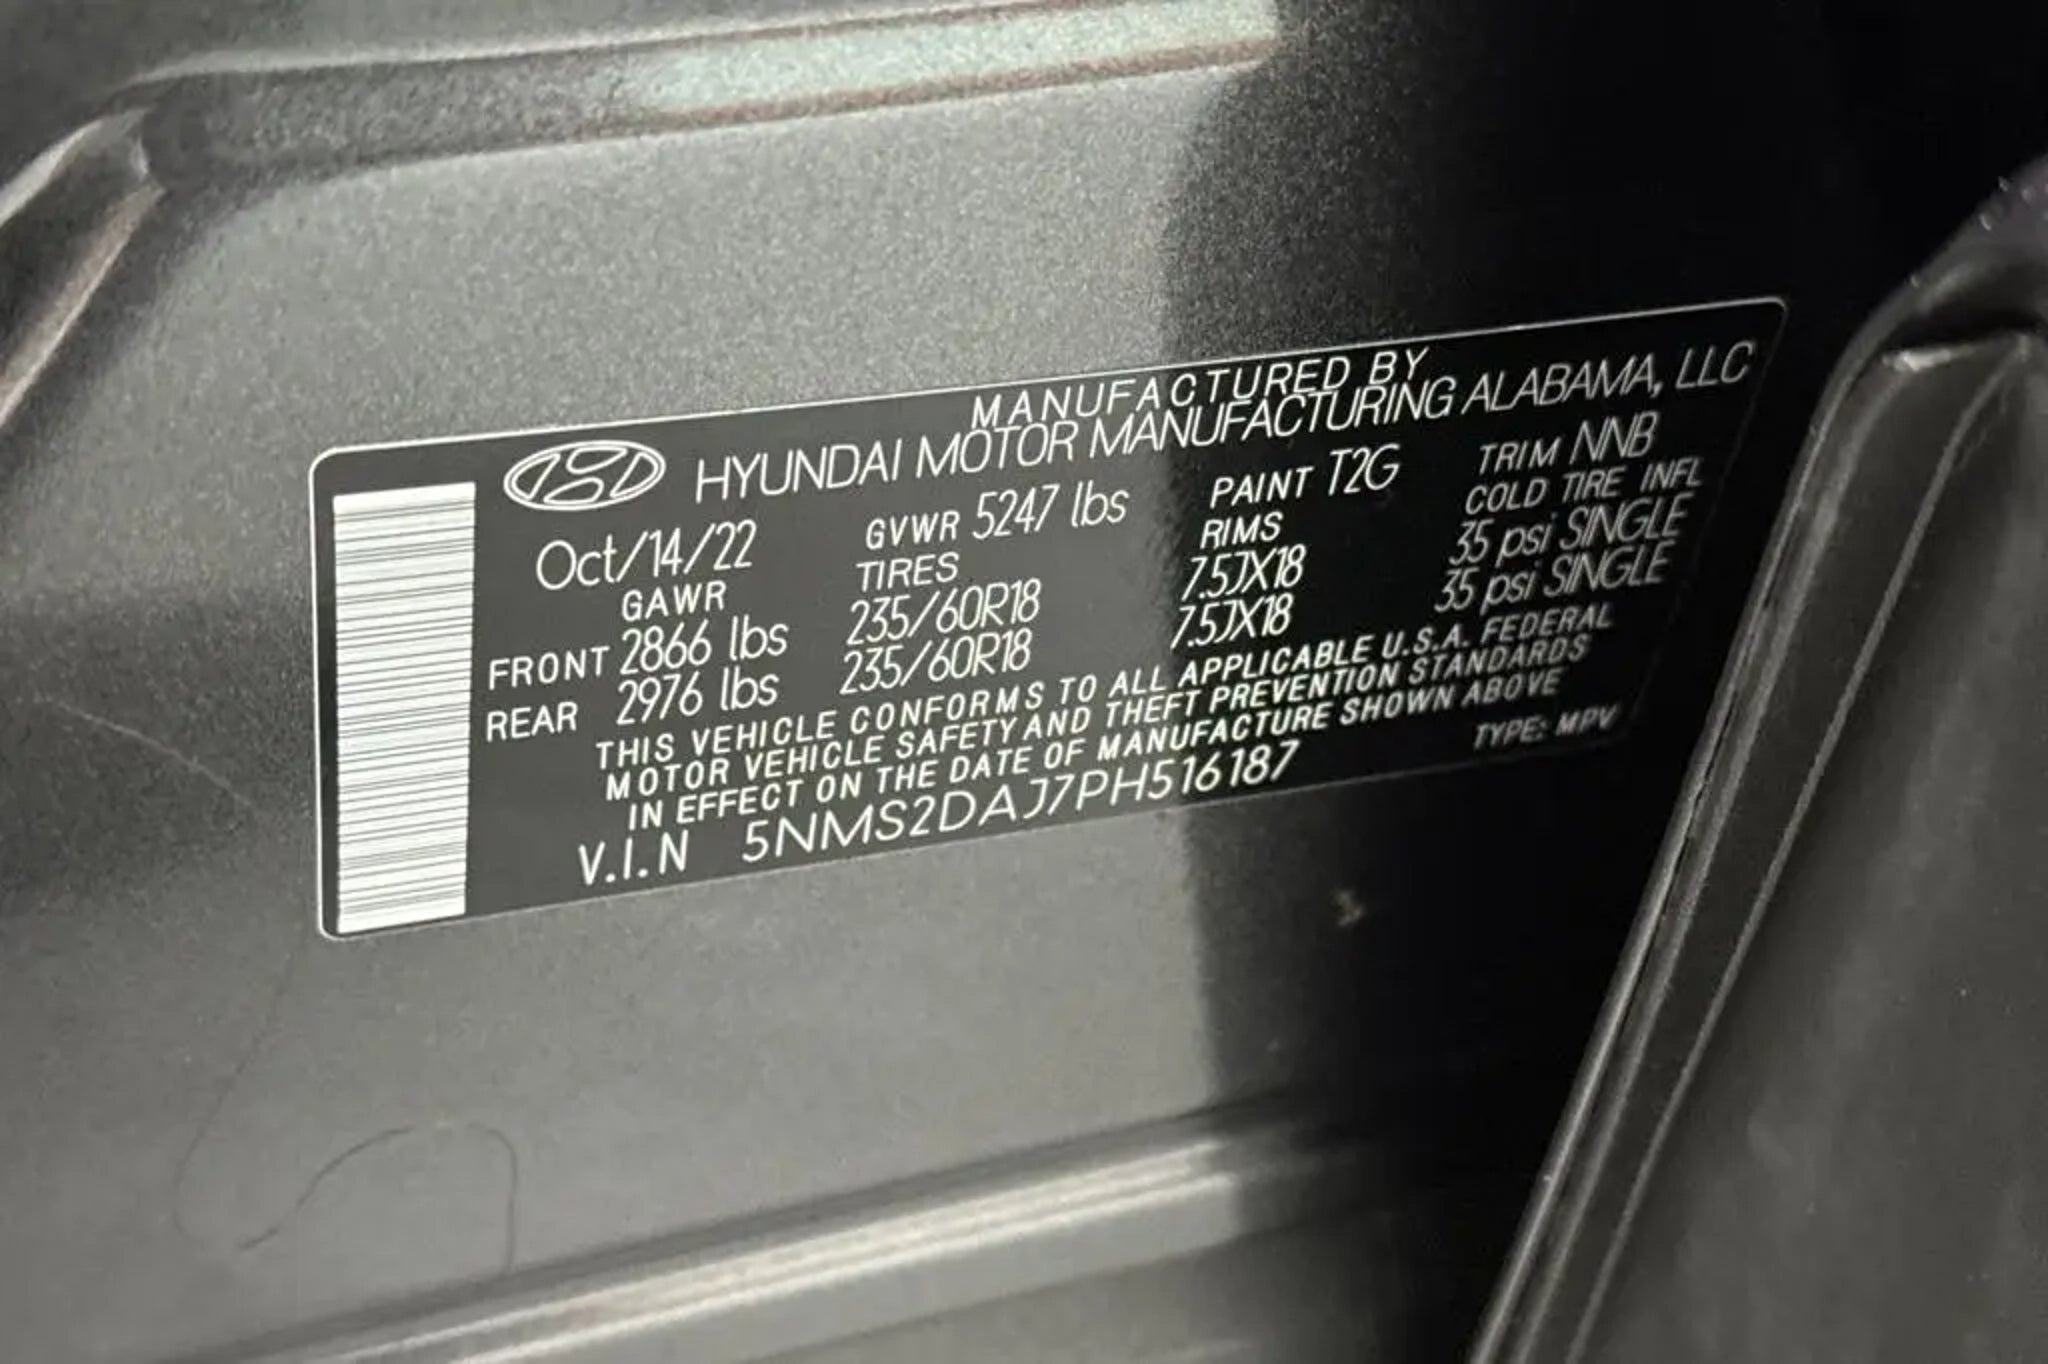 MANUFACTURED BY
HYUNDAI MOTOR MANUFACTURING ALABAMA, LLC
Oct/14/22 GVWR 5247 lbs PAINT T2G TRIM NNB
GAWR TIRES RIMS COLD TIRE INFL
FRONT 2866 lbs 235/60R18 7.5JX18 35 psi SINGLE
REAR 2976 lbs 235/60R18 7.5JX18 35 psi SINGLE
THIS VEHICLE CONFORMS TO ALL APPLICABLE U.S.A. FEDERAL
MOTOR VEHICLE SAFETY AND THEFT PREVENTION STANDARDS
IN EFFECT ON THE DATE OF MANUFACTURE SHOWN ABOVE
V.I.N 5NMS2DAJ7PH516187 TYPE: MPV